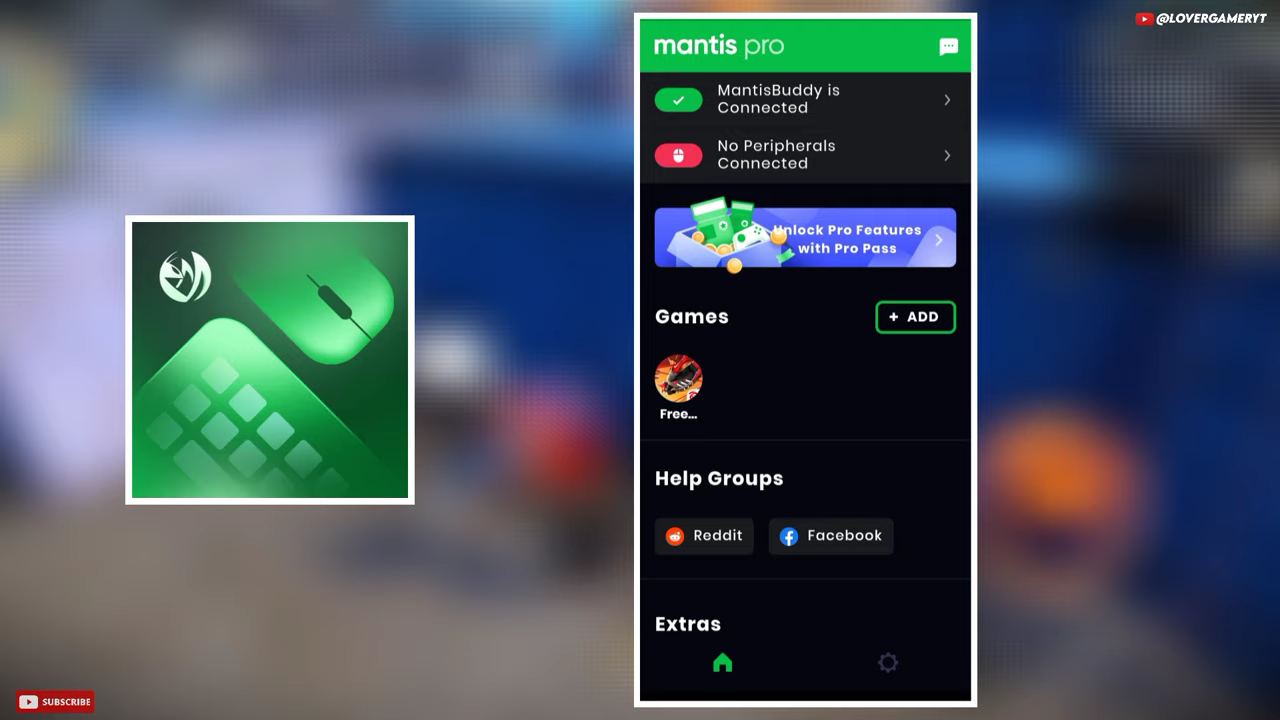 @LOVERGAMERYT
mantis pro
MantisBuddy is
Connected
No Peripherals
Connected
Unlock Pro Features
with Pro Pass
Games
+ ADD
Free...
Help Groups
Reddit
Facebook
Extras
SUBSCRIBE